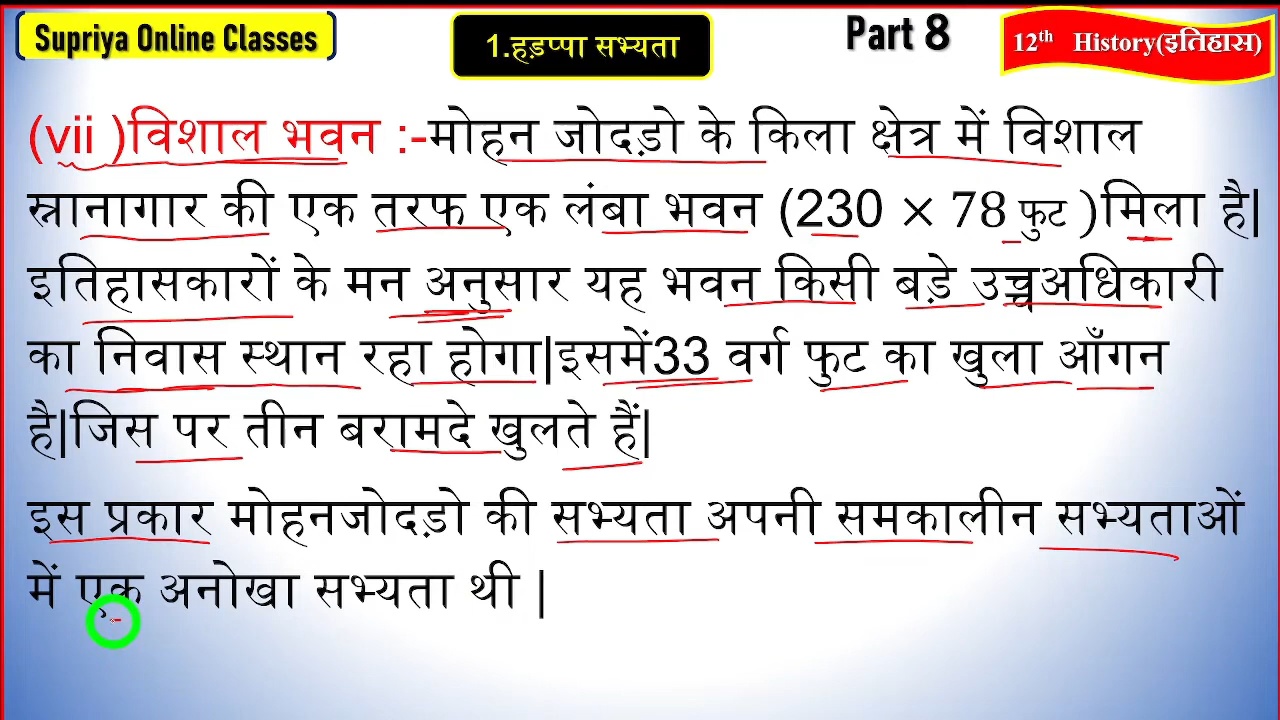 Supriya Online Classes
1.हड़प्पा सभ्यता
Part 8
12th History(इतिहास)
(vii )विशाल भवन :-मोहन जोदड़ो के किला क्षेत्र में विशाल
स्नानागार की एक तरफ एक लंबा भवन (230 × 78 फुट )मिला है|
इतिहासकारों के मन अनुसार यह भवन किसी बड़े उच्चअधिकारी
का निवास स्थान रहा होगा|इसमें33 वर्ग फुट का खुला आँगन
है|जिस पर तीन बरामदे खुलते हैं|
इस प्रकार मोहनजोदड़ो की सभ्यता अपनी समकालीन सभ्यताओं
में एक अनोखा सभ्यता थी |